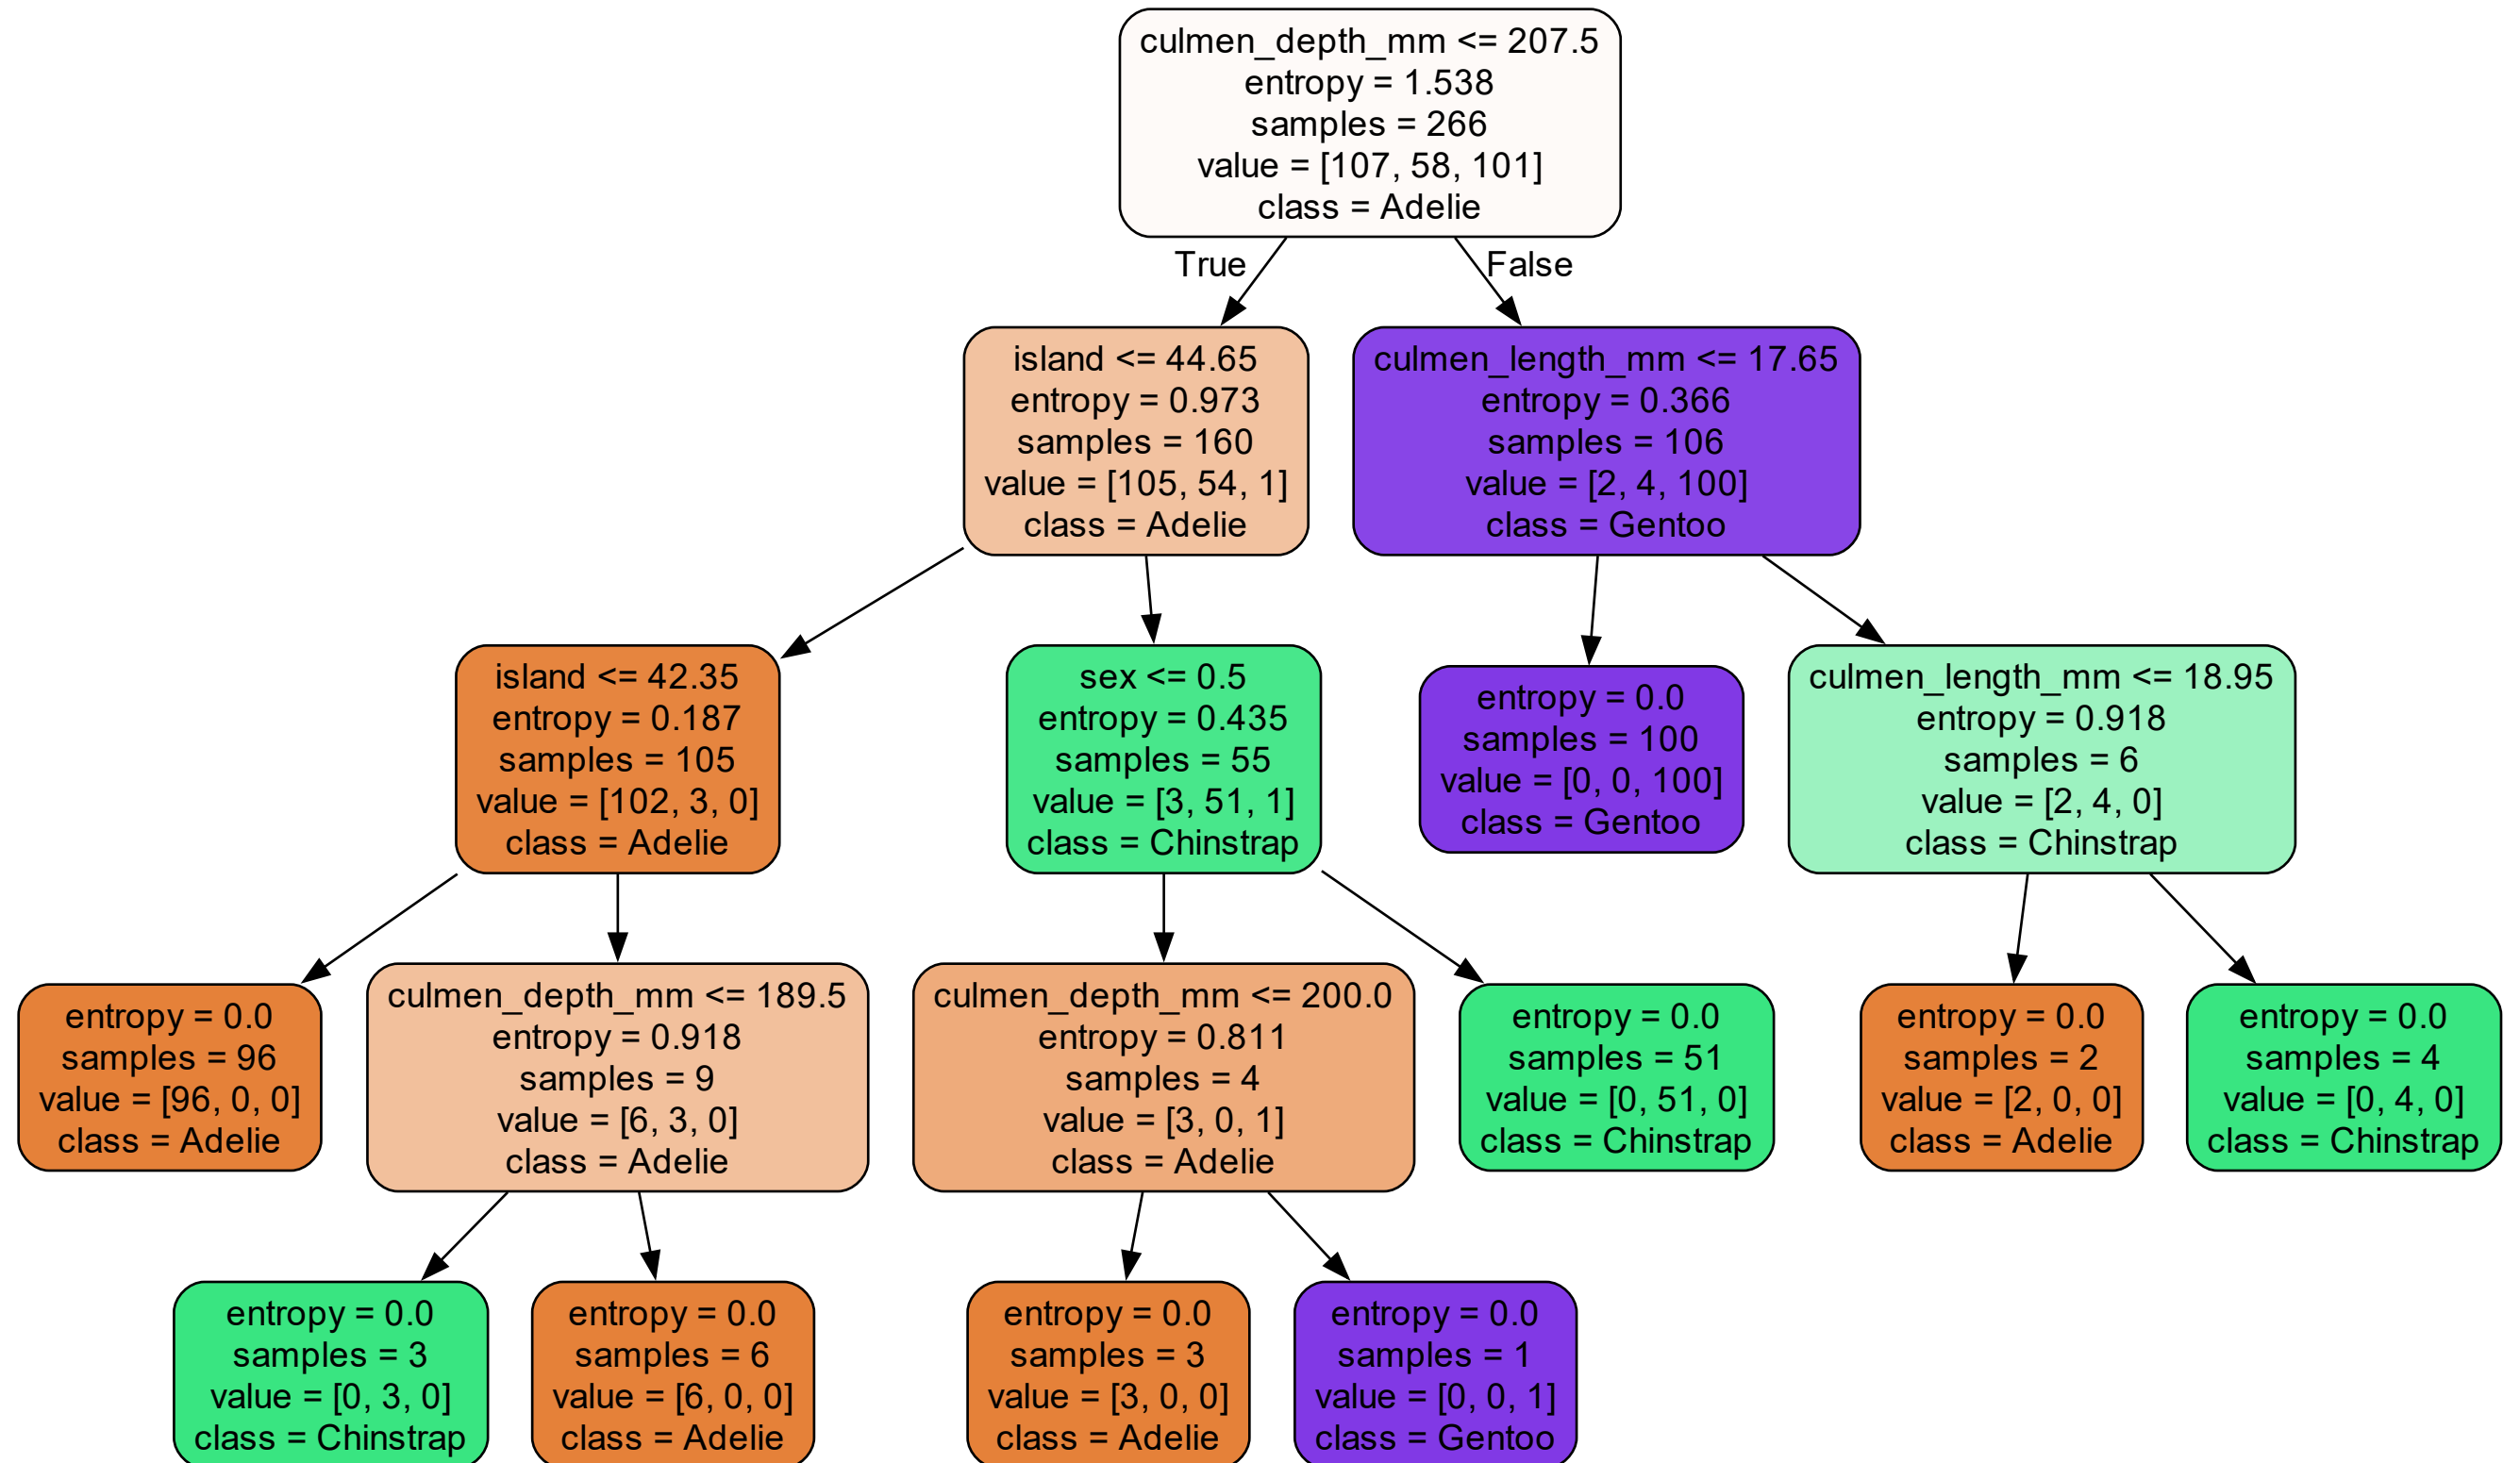 culmen_depth_mm <= 207.5
entropy = 1.538
samples = 266
value = [107, 58, 101]
class = Adelie
True
False
island <= 44.65
entropy = 0.973
samples = 160
value = [105, 54, 1]
class = Adelie
culmen_length_mm <= 17.65
entropy = 0.366
samples = 106
value = [2, 4, 100]
class = Gentoo
island <= 42.35
entropy = 0.187
samples = 105
value = [102, 3, 0]
class = Adelie
sex <= 0.5
entropy = 0.435
samples = 55
value = [3, 51, 1]
class = Chinstrap
entropy = 0.0
samples = 100
value = [0, 0, 100]
class = Gentoo
culmen_length_mm <= 18.95
entropy = 0.918
samples = 6
value = [2, 4, 0]
class = Chinstrap
entropy = 0.0
samples = 96
value = [96, 0, 0]
class = Adelie
culmen_depth_mm <= 189.5
entropy = 0.918
samples = 9
value = [6, 3, 0]
class = Adelie
culmen_depth_mm <= 200.0
entropy = 0.811
samples = 4
value = [3, 0, 1]
class = Adelie
entropy = 0.0
samples = 51
value = [0, 51, 0]
class = Chinstrap
entropy = 0.0
samples = 2
value = [2, 0, 0]
class = Adelie
entropy = 0.0
samples = 4
value = [0, 4, 0]
class = Chinstrap
entropy = 0.0
samples = 3
value = [0, 3, 0]
class = Chinstrap
entropy = 0.0
samples = 6
value = [6, 0, 0]
class = Adelie
entropy = 0.0
samples = 3
value = [3, 0, 0]
class = Adelie
entropy = 0.0
samples = 1
value = [0, 0, 1]
class = Gentoo